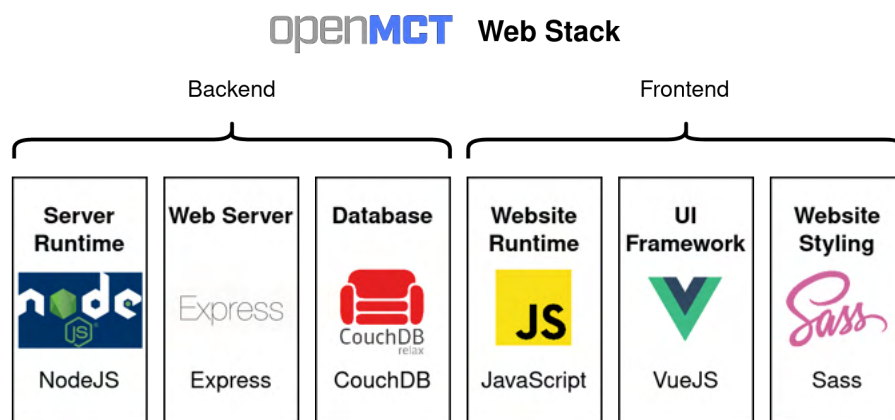 openMCT Web Stack
Backend
Frontend
Server
Runtime
node
JS
NodeJS
Web Server
Express
Express
Database
CouchDB
relax
CouchDB
Website
Runtime
JS
JavaScript
UI
Framework
VueJS
Website
Styling
Sass
Sass